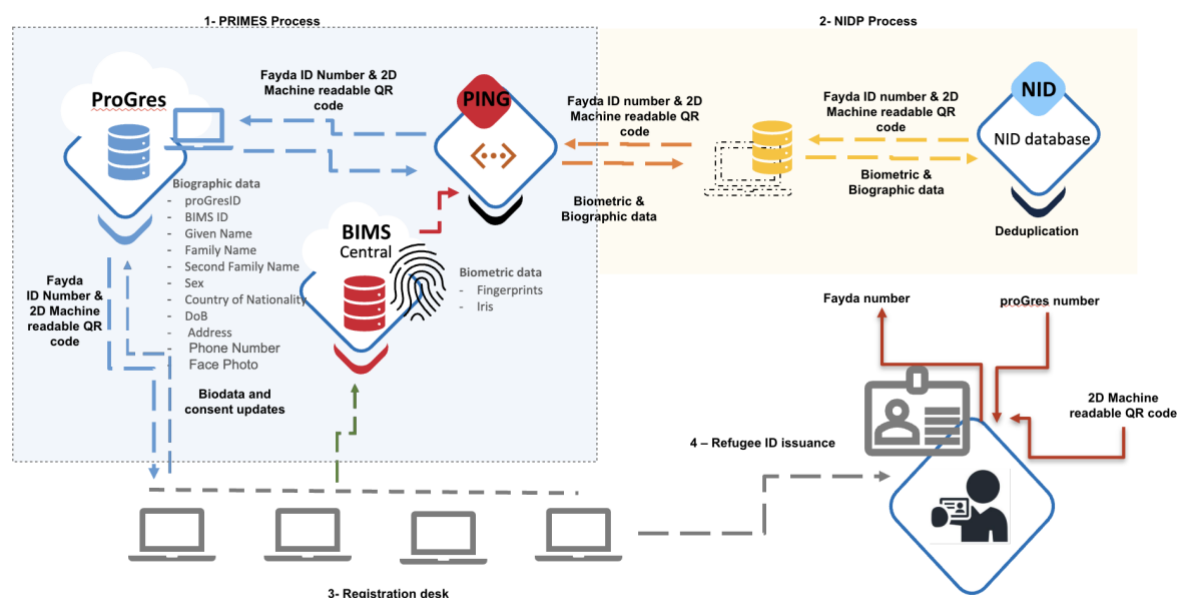 1- PRIMES Process
2- NIDP Process
ProGres
Fayda ID Number & 2D
Machine readable QR
code
PING
Fayda ID number & 2D
Machine readable QR
code
Fayda ID number & 2D
Machine readable QR
code
NID
NID database
Biometric &
Biographic data
Biometric &
Biographic data
Deduplication
Biographic data
- proGresID
- BIMS ID
- Given Name
- Family Name
- Second Family Name
- Sex
- Country of Nationality
- DoB
- Address
- Phone Number
- Face Photo
BIMS
Central
Biometric data
- Fingerprints
- Iris
Fayda
ID Number &
2D Machine
readable QR
code
Biodata and
consent updates
Fayda number
proGres number
2D Machine
readable QR code
4 – Refugee ID issuance
3- Registration desk